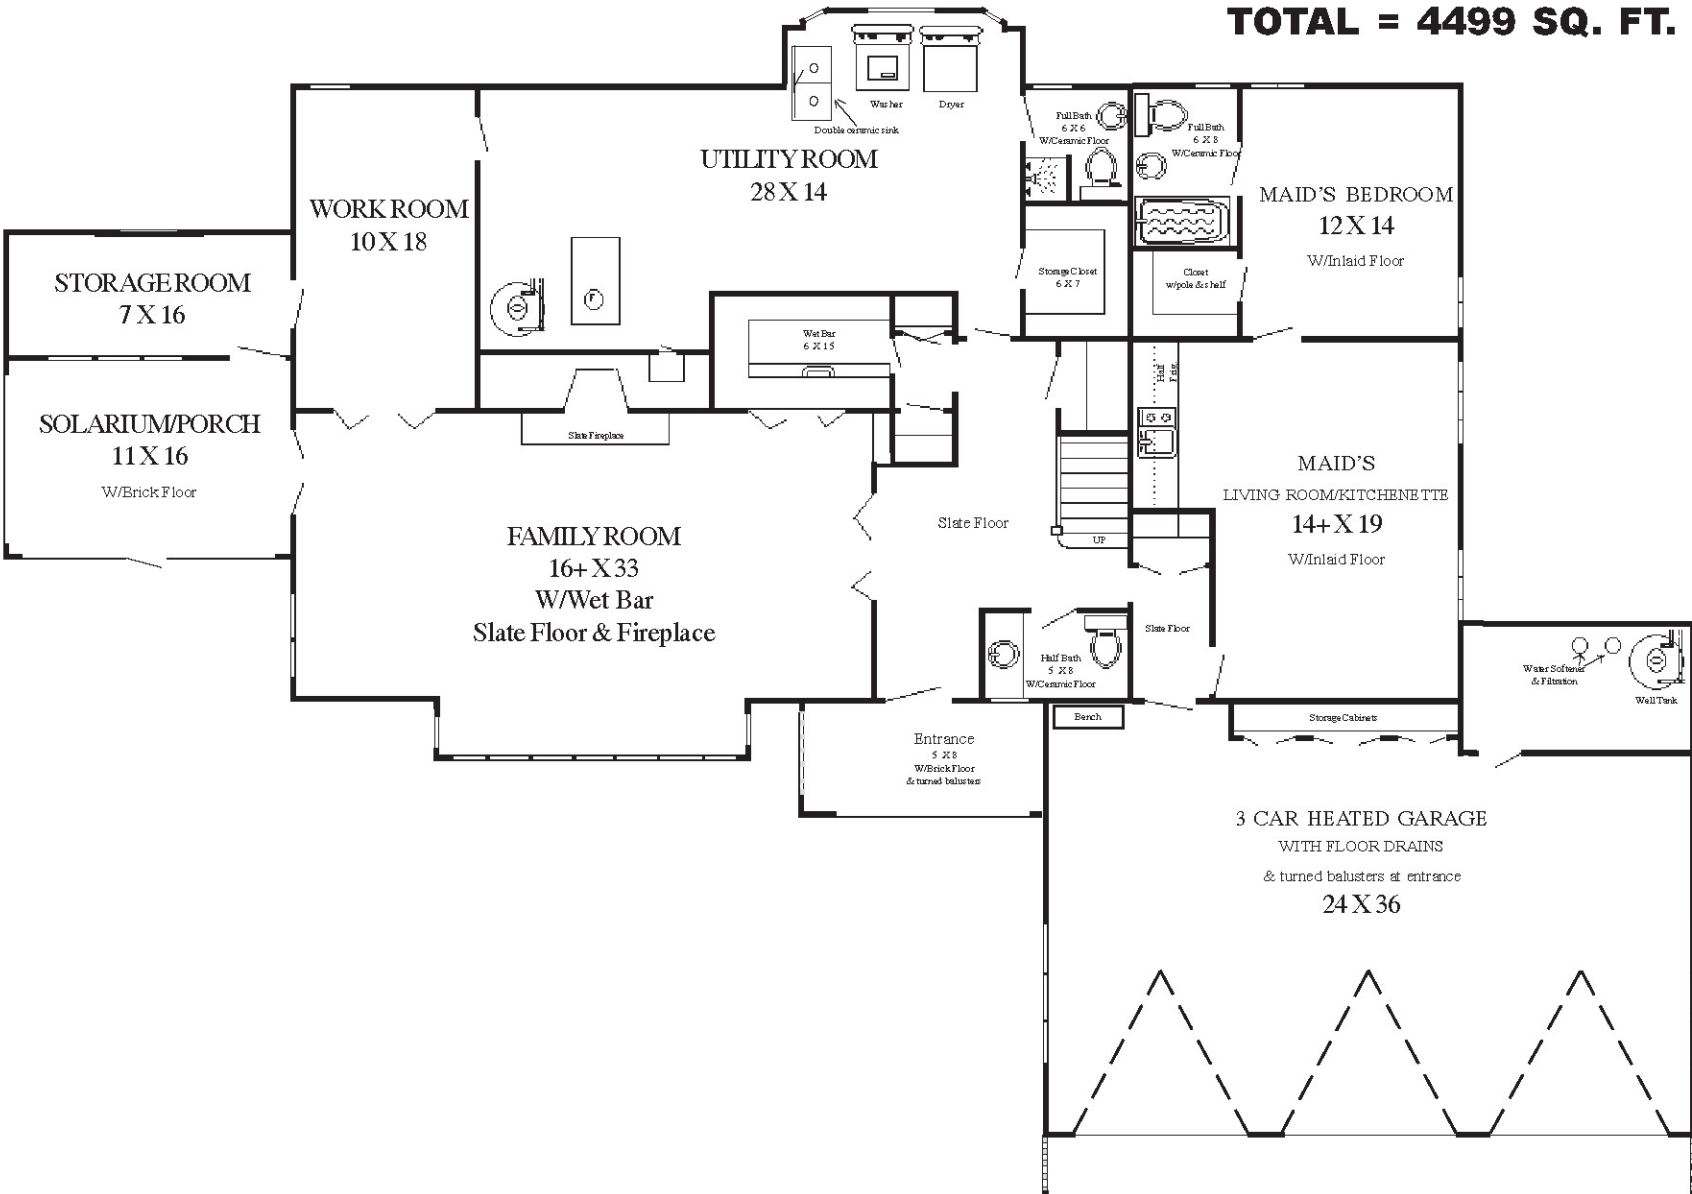 TOTAL = 4499 SQ. FT.
Washer
Dryer
Double ceramic sink
Full Bath
6 X 6
W/Ceramic Floor
Full Bath
6 X 8
W/Ceramic Floor
UTILITY ROOM
28 X 14
WORK ROOM
10 X 18
MAID'S BEDROOM
12 X 14
W/Inlaid Floor
STORAGE ROOM
7 X 16
F
Storage Closet
6 X 7
Closet
w/pole & shelf
Wet Bar
6 X 15
Half
Frig.
SOLARIUM/PORCH
11 X 16
W/Brick Floor
Slate Fireplace
MAID'S
LIVING ROOM/KITCHENETTE
14+ X 19
W/Inlaid Floor
FAMILY ROOM
16+ X 33
W/Wet Bar
Slate Floor & Fireplace
Slate Floor
UP
Slate Floor
Half Bath
5 X 8
W/Ceramic Floor
Water Softener
& Filtration
Well Tank
Bench
Storage Cabinets
Entrance
5 X 8
W/Brick Floor
& turned balusters
3 CAR HEATED GARAGE
WITH FLOOR DRAINS
& turned balusters at entrance
24 X 36